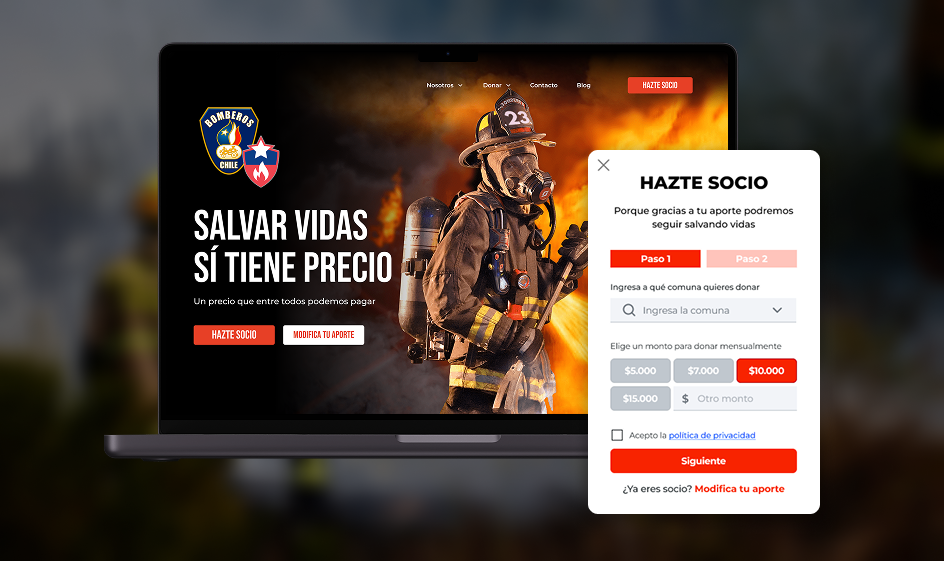 Nosotros
Donar
Contacto
Blog
HAZTE SOCIO
BOMBEROS
CHILE
23
SALVAR VIDAS
SÍ TIENE PRECIO
Un precio que entre todos podemos pagar
HAZTE SOCIO
MODIFICA TU APORTE
HAZTE SOCIO
Porque gracias a tu aporte podremos
seguir salvando vidas
Paso 1
Paso 2
Ingresa a qué comuna quieres donar
Ingresa la comuna
Elige un monto para donar mensualmente
$5.000
$7.000
$10.000
$15.000
$ Otro monto
Acepto la política de privacidad
Siguiente
¿Ya eres socio? Modifica tu aporte